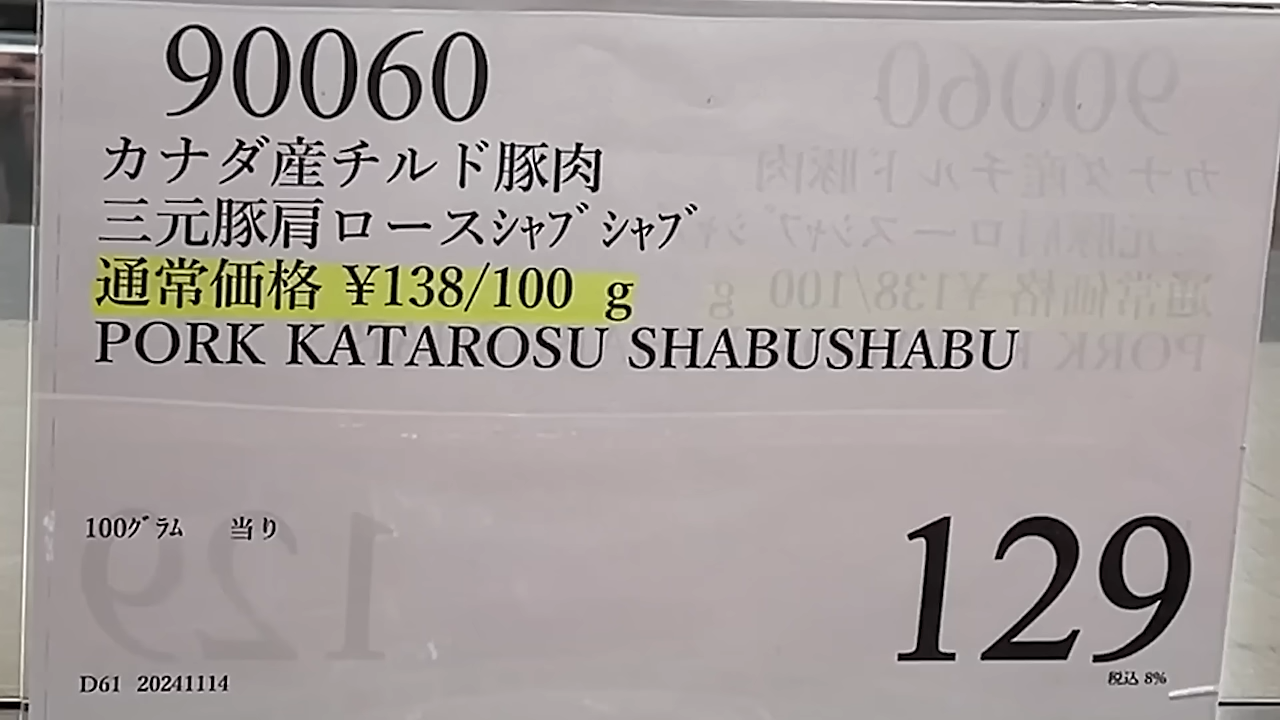 90060
カナダ産チルド豚肉
三元豚肩ロースｼｬﾌﾞｼｬﾌﾞ
通常価格 ¥138/100 g
PORK KATAROSU SHABUSHABU
100ｸﾞﾗﾑ 当り
129
税込 8%
D61 20241114